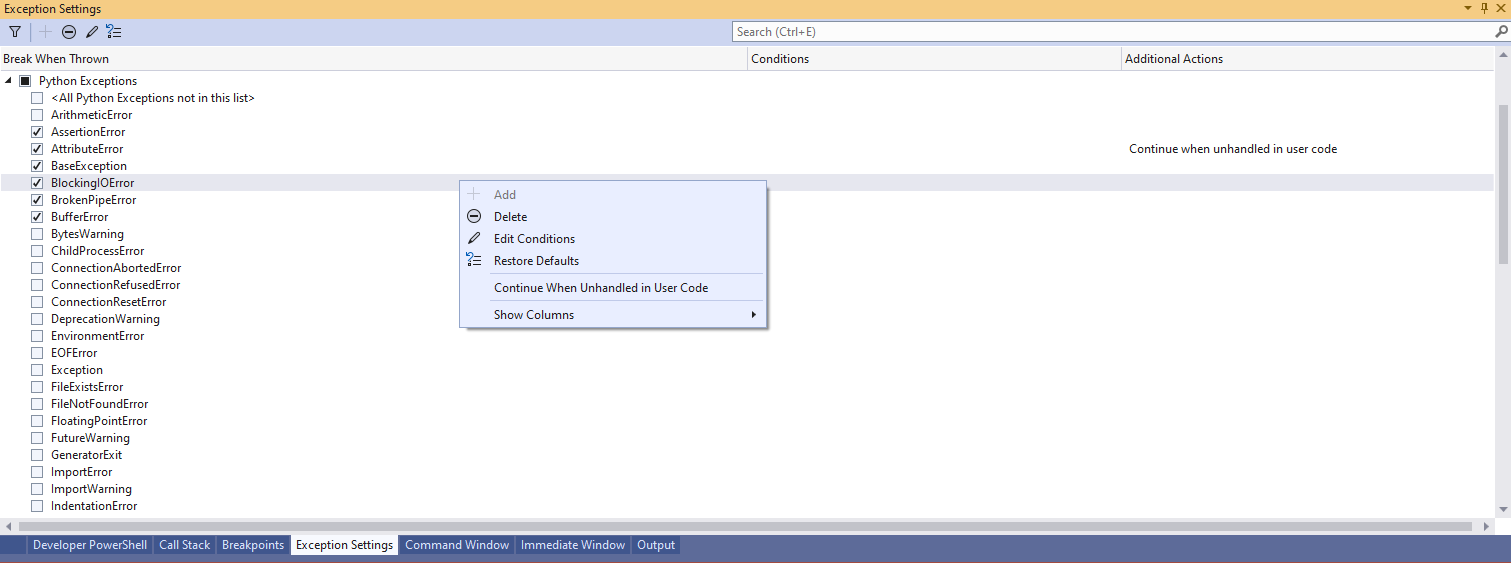 Exception Settings
Search (Ctrl+E)
Break When Thrown Conditions Additional Actions
Python Exceptions
<All Python Exceptions not in this list>
ArithmeticError
AssertionError
AttributeError Continue when unhandled in user code
BaseException
BlockingIOError
BrokenPipeError
BufferError
BytesWarning
ChildProcessError
ConnectionAbortedError
ConnectionRefusedError
ConnectionResetError
DeprecationWarning
EnvironmentError
EOFError
Exception
FileExistsError
FileNotFoundError
FloatingPointError
FutureWarning
GeneratorExit
ImportError
ImportWarning
IndentationError
Add
Delete
Edit Conditions
Restore Defaults
Continue When Unhandled in User Code
Show Columns
Developer PowerShell Call Stack Breakpoints Exception Settings Command Window Immediate Window Output